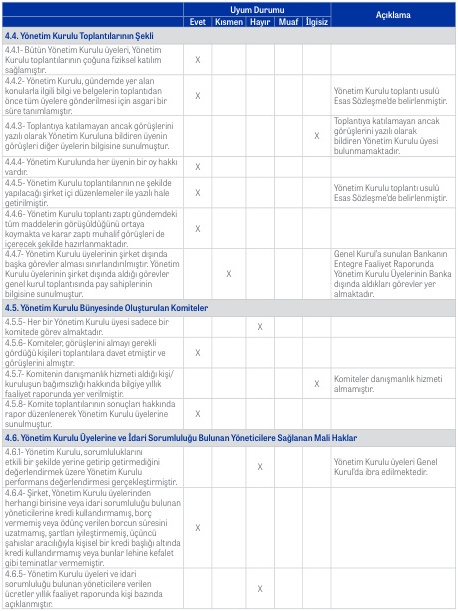 Uyum Durumu
Açıklama
Evet Kısmen Hayır Muaf İlgisiz
4.4. Yönetim Kurulu Toplantılarının Şekli
4.4.1- Bütün Yönetim Kurulu üyeleri, Yönetim
Kurulu toplantılarının çoğuna fiziksel katılım
sağlamıştır.
X
4.4.2- Yönetim Kurulu, gündemde yer alan
konularla ilgili bilgi ve belgelerin toplantıdan
önce tüm üyelere gönderilmesi için asgari bir
süre tanımlamıştır.
X
Yönetim Kurulu toplantı usulü
Esas Sözleşme'de belirlenmiştir.
4.4.3- Toplantıya katılamayan ancak görüşlerini
yazılı olarak Yönetim Kuruluna bildiren üyenin
görüşleri diğer üyelerin bilgisine sunulmuştur.
X
Toplantıya katılamayan ancak
görüşlerini yazılı olarak
bildiren Yönetim Kurulu üyesi
bulunmamaktadır.
4.4.4- Yönetim Kurulunda her üyenin bir oy hakkı
vardır.
X
4.4.5- Yönetim Kurulu toplantılarının ne şekilde
yapılacağı şirket içi düzenlemeler ile yazılı hale
getirilmiştir.
X
Yönetim Kurulu toplantı usulü
Esas Sözleşme'de belirlenmiştir.
4.4.6- Yönetim Kurulu toplantı zaptı gündemdeki
tüm maddelerin görüşüldüğünü ortaya
koymakta ve karar zaptı muhalif görüşleri de
içerecek şekilde hazırlanmaktadır.
X
4.4.7- Yönetim Kurulu üyelerinin şirket dışında
başka görevler alması sınırlandırılmıştır. Yönetim
Kurulu üyelerinin şirket dışında aldığı görevler
genel kurul toplantısında pay sahiplerinin
bilgisine sunulmuştur.
X
Genel Kurul'a sunulan Bankanın
Entegre Faaliyet Raporunda
Yönetim Kurulu Üyelerinin Banka
dışında aldıkları görevler yer
almaktadır.
4.5. Yönetim Kurulu Bünyesinde Oluşturulan Komiteler
4.5.5- Her bir Yönetim Kurulu üyesi sadece bir
komitede görev almaktadır.
X
4.5.6- Komiteler, görüşlerini almayı gerekli
gördüğü kişileri toplantılara davet etmiştir ve
görüşlerini almıştır.
X
4.5.7- Komitenin danışmanlık hizmeti aldığı kişi/
kuruluşun bağımsızlığı hakkında bilgiye yıllık
faaliyet raporunda yer verilmiştir.
X
Komiteler danışmanlık hizmeti
almamıştır.
4.5.8- Komite toplantılarının sonuçları hakkında
rapor düzenlenerek Yönetim Kurulu üyelerine
sunulmuştur.
X
4.6. Yönetim Kurulu Üyelerine ve İdari Sorumluluğu Bulunan Yöneticilere Sağlanan Mali Haklar
4.6.1- Yönetim Kurulu, sorumluluklarını
etkili bir şekilde yerine getirip getirmediğini
değerlendirmek üzere Yönetim Kurulu
performans değerlendirmesi gerçekleştirmiştir.
X
Yönetim Kurulu üyeleri Genel
Kurul'da ibra edilmektedir.
4.6.4- Şirket, Yönetim Kurulu üyelerinden
herhangi birisine veya idari sorumluluğu bulunan
yöneticilerine kredi kullandırmamış, borç
vermemiş veya ödünç verilen borcun süresini
uzatmamış, şartları iyileştirmemiş, üçüncü
şahıslar aracılığıyla kişisel bir kredi başlığı altında
kredi kullandırmamış veya bunlar lehine kefalet
gibi teminatlar vermemiştir.
X
4.6.5- Yönetim Kurulu üyeleri ve idari
sorumluluğu bulunan yöneticilere verilen
ücretler yıllık faaliyet raporunda kişi bazında
açıklanmıştır.
X